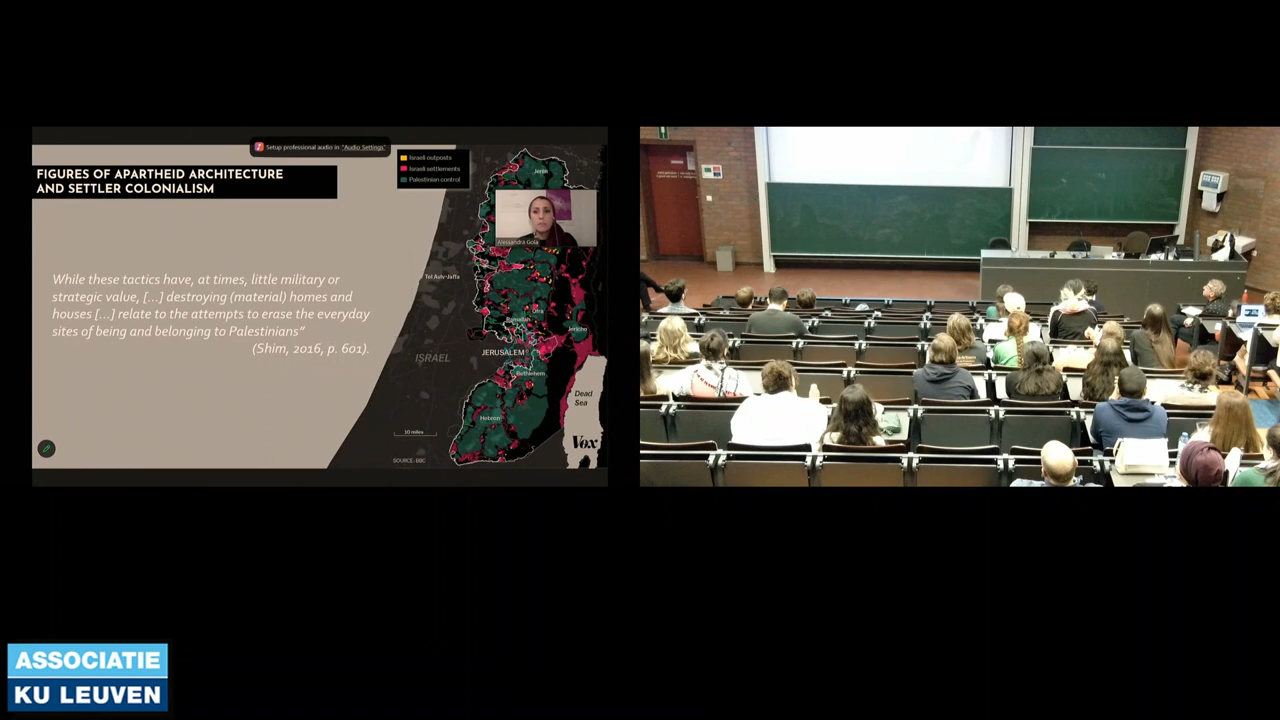 Setup professional audio in "Audio Settings"
FIGURES OF APARTHEID ARCHITECTURE
AND SETTLER COLONIALISM
While these tactics have, at times, little military or
strategic value, [...] destroying (material) homes and
houses [...] relate to the attempts to erase the everyday
sites of being and belonging to Palestinians"
(Shim, 2016, p. 601).
Israeli outposts
Israeli settlements
Palestinian control
Jenin
Alessandra Gola
Tel Aviv-Jaffa
Ofra
Ramallah
Jericho
JERUSALEM
ISRAEL
Bethlehem
Dead
Sea
Hebron
10 miles
Vox
SOURCE: BBC
ASSOCIATIE
KU LEUVEN